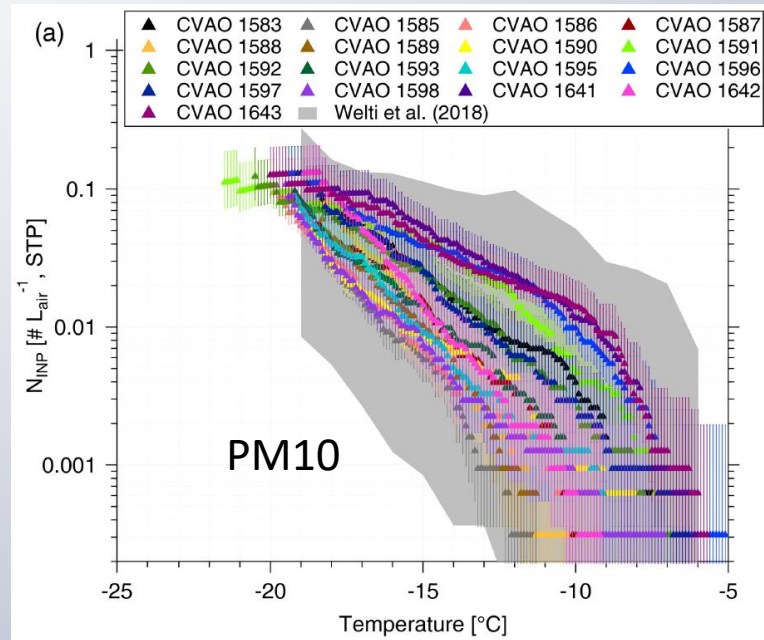 (a)
CVAO 1583 CVAO 1585 CVAO 1586 CVAO 1587
CVAO 1588 CVAO 1589 CVAO 1590 CVAO 1591
CVAO 1592 CVAO 1593 CVAO 1595 CVAO 1596
CVAO 1597 CVAO 1598 CVAO 1641 CVAO 1642
CVAO 1643 Welti et al. (2018)
1
0.1
0.01
0.001
N_INP [# L_air^-1, STP]
PM10
-25 -20 -15 -10 -5
Temperature [°C]